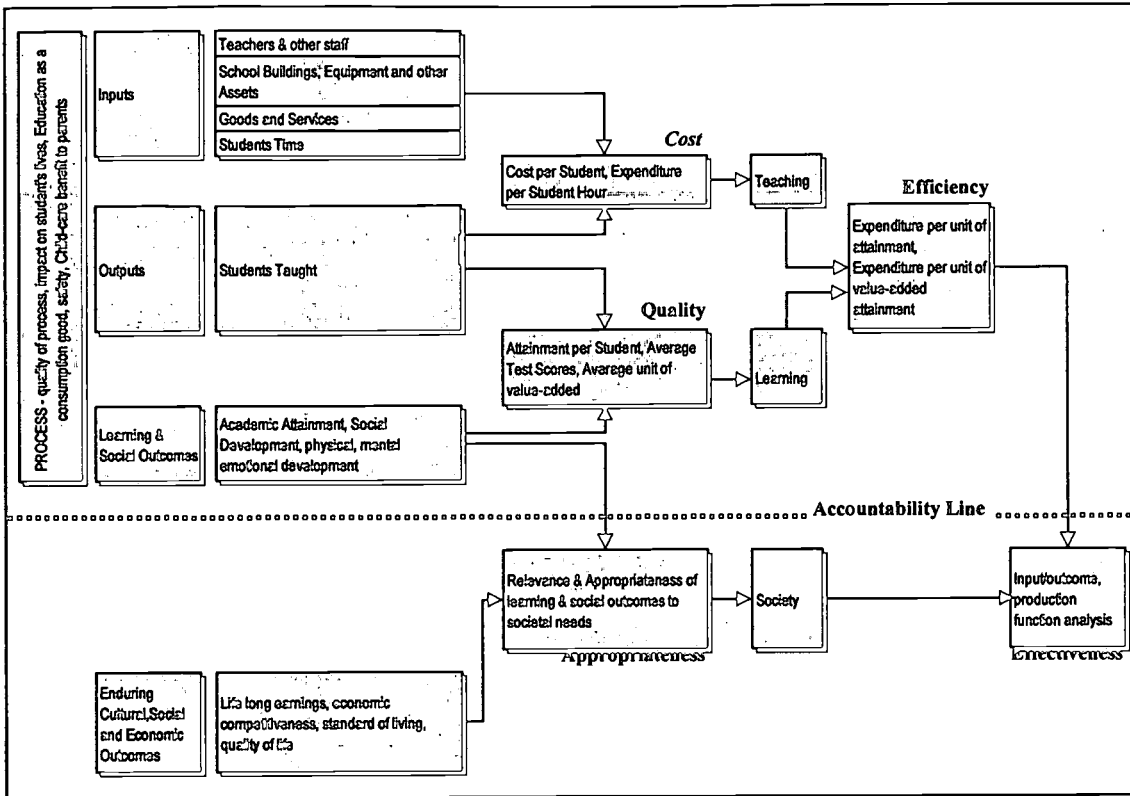 PROCESS - quality of process, impact on student's lives, Education as a
consumption good, safety, Child-care benefit to parents
Inputs
Teachers & other staff
School Buildings, Equipment and other
Assets
Goods and Services
Students Time
Cost
Cost per Student, Expenditure
per Student Hour
Teaching
Efficiency
Expenditure per unit of
attainment,
Expenditure per unit of
value-added
attainment
Outputs
Students Taught
Quality
Attainment per Student, Average
Test Scores, Average unit of
value-added
Learning
Learning &
Social Outcomes
Academic Attainment, Social
Development, physical, mental
emotional development
Accountability Line
Relevance & Appropriateness of
learning & social outcomes to
societal needs
Appropriateness
Society
Input/outcome,
production
function analysis
Effectiveness
Enduring
Cultural,Social
and Economic
Outcomes
Life long earnings, economic
competitiveness, standard of living,
quality of life